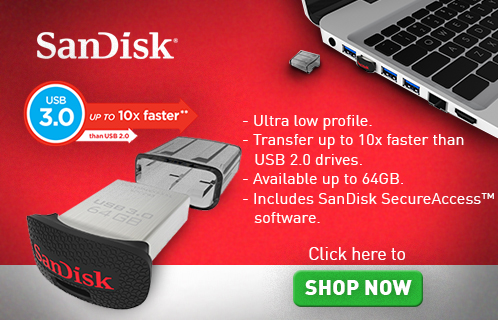 SanDisk®
USB
3.0
UP TO 10x faster**
than USB 2.0
- Ultra low profile.
- Transfer up to 10x faster than
USB 2.0 drives.
- Available up to 64GB.
- Includes SanDisk SecureAccess™
software.
USB 3.0
64GB
SanDisk
Click here to
SHOP NOW